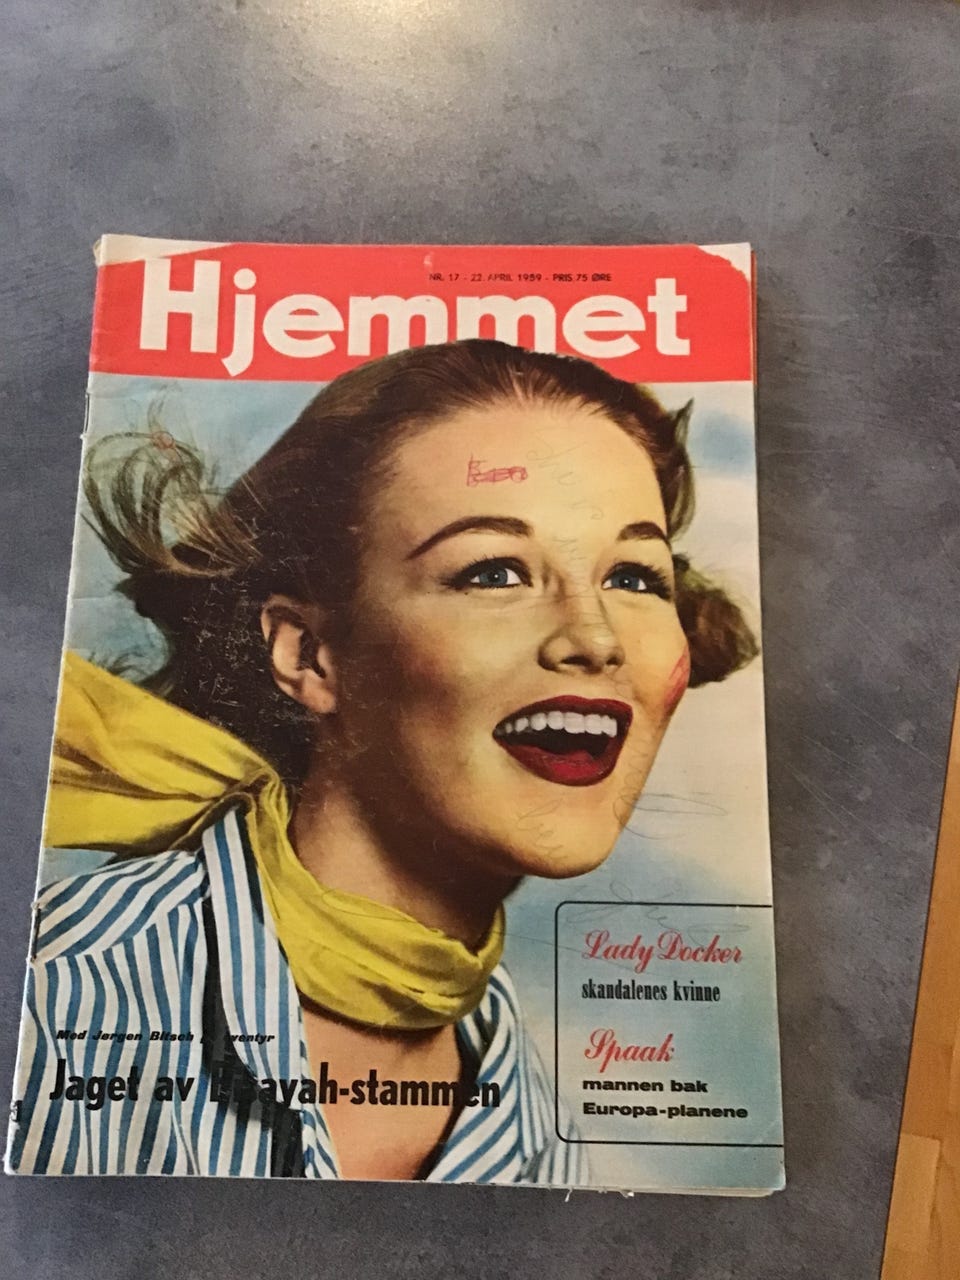 NR. 17 - 22. APRIL 1959 - PRIS 75 ØRE
Hjemmet
Lady Docker
skandalenes kvinne
Spaak
mannen bak
Europa-planene
Med Jørgen Bitsch
Jaget av